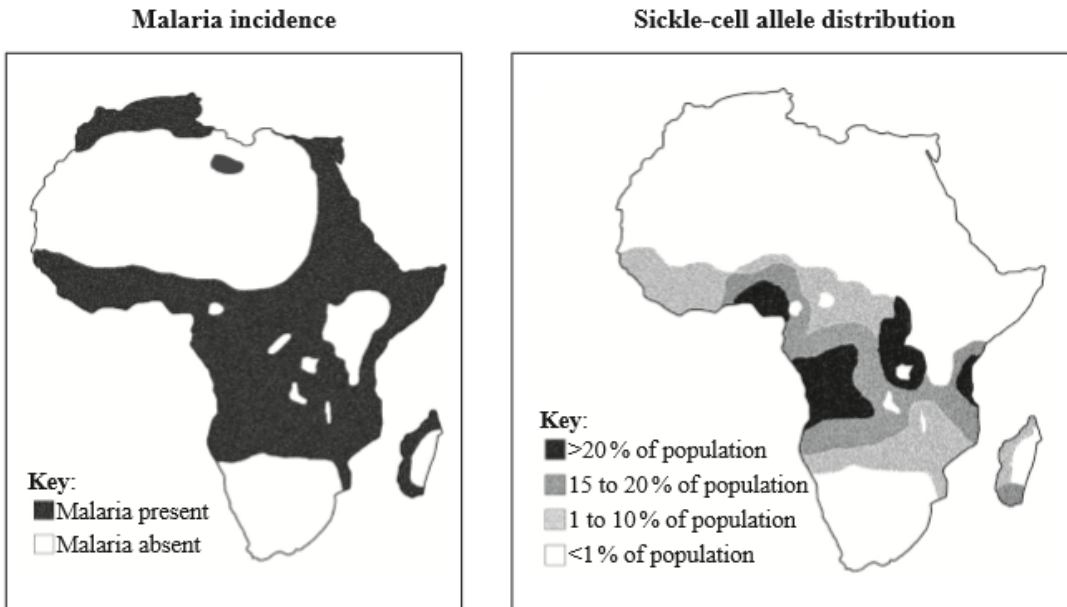 Malaria incidence
Sickle-cell allele distribution
Key:
Malaria present
Malaria absent
Key:
>20% of population
15 to 20% of population
1 to 10% of population
<1% of population